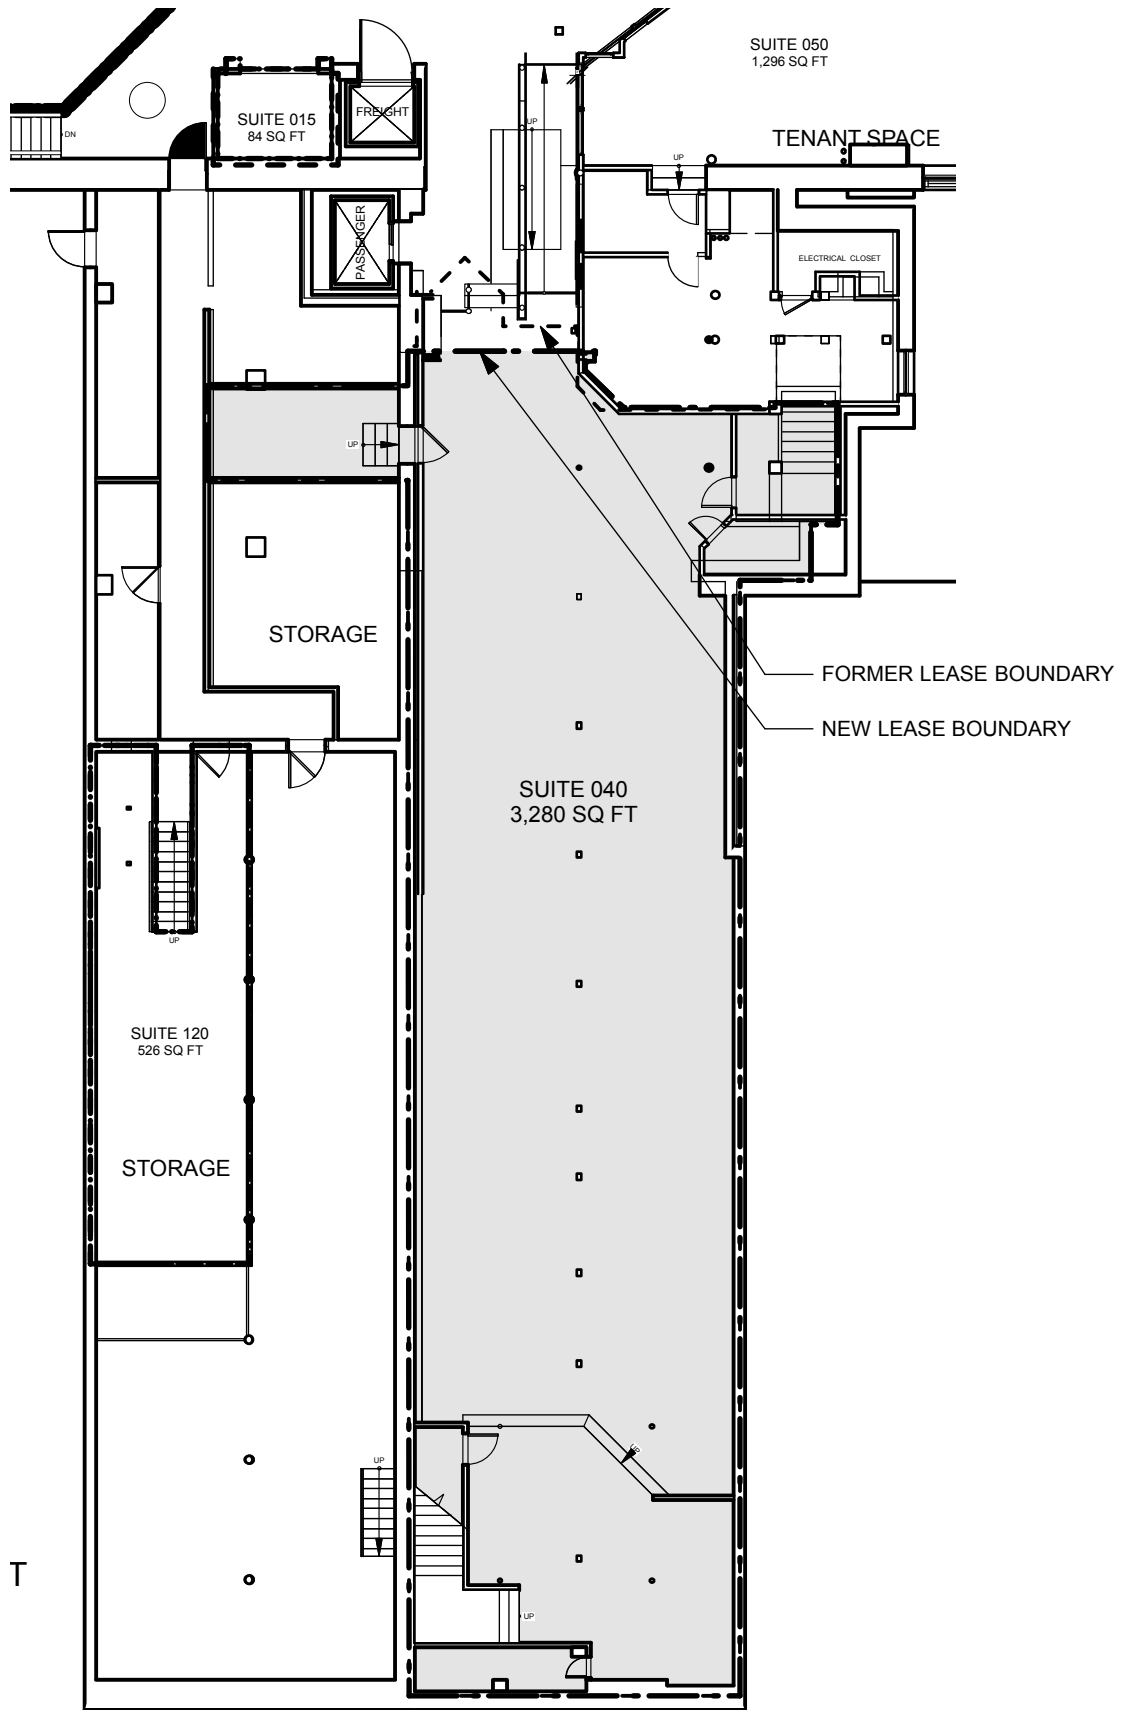 SUITE 050
1,296 SQ FT
SUITE 015
84 SQ FT
FREIGHT
DN
UP
TENANT SPACE
UP
PASSENGER
ELECTRICAL CLOSET
UP
STORAGE
FORMER LEASE BOUNDARY
NEW LEASE BOUNDARY
SUITE 040
3,280 SQ FT
UP
SUITE 120
526 SQ FT
STORAGE
UP
UP
T
UP